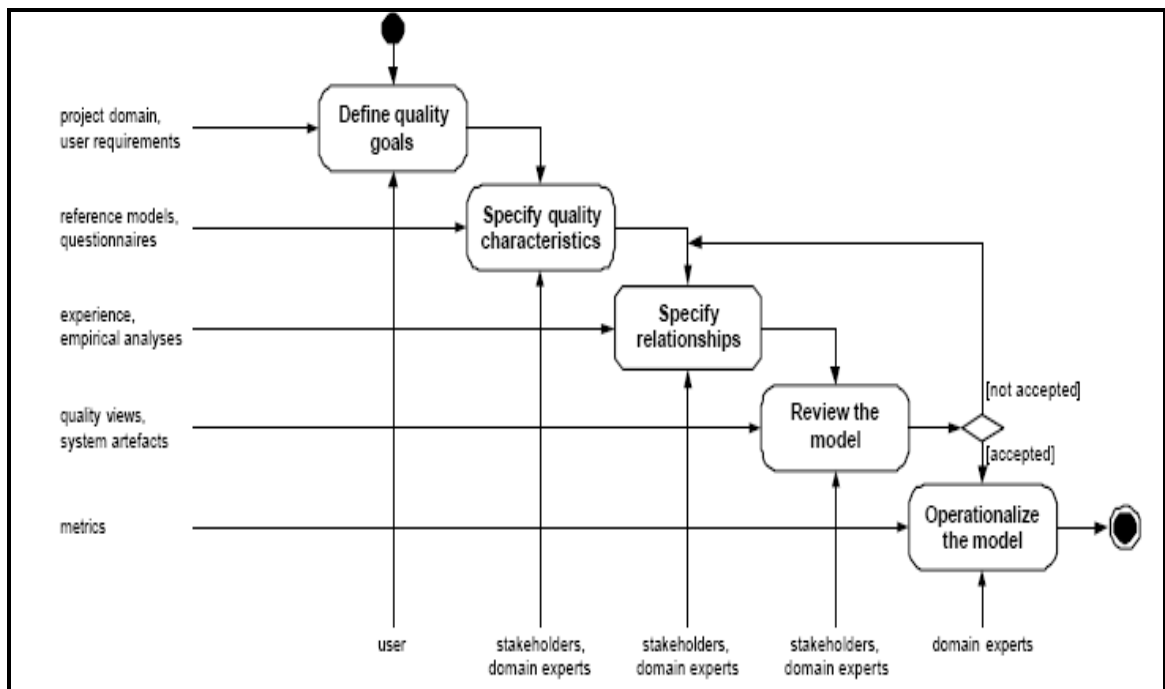 Define quality
goals
project domain,
user requirements
Specify quality
characteristics
reference models,
questionnaires
Specify
relationships
experience,
empirical analyses
[not accepted]
Review the
model
quality views,
system artefacts
[accepted]
Operationalize
the model
metrics
user
stakeholders,
domain experts
stakeholders,
domain experts
stakeholders,
domain experts
domain experts